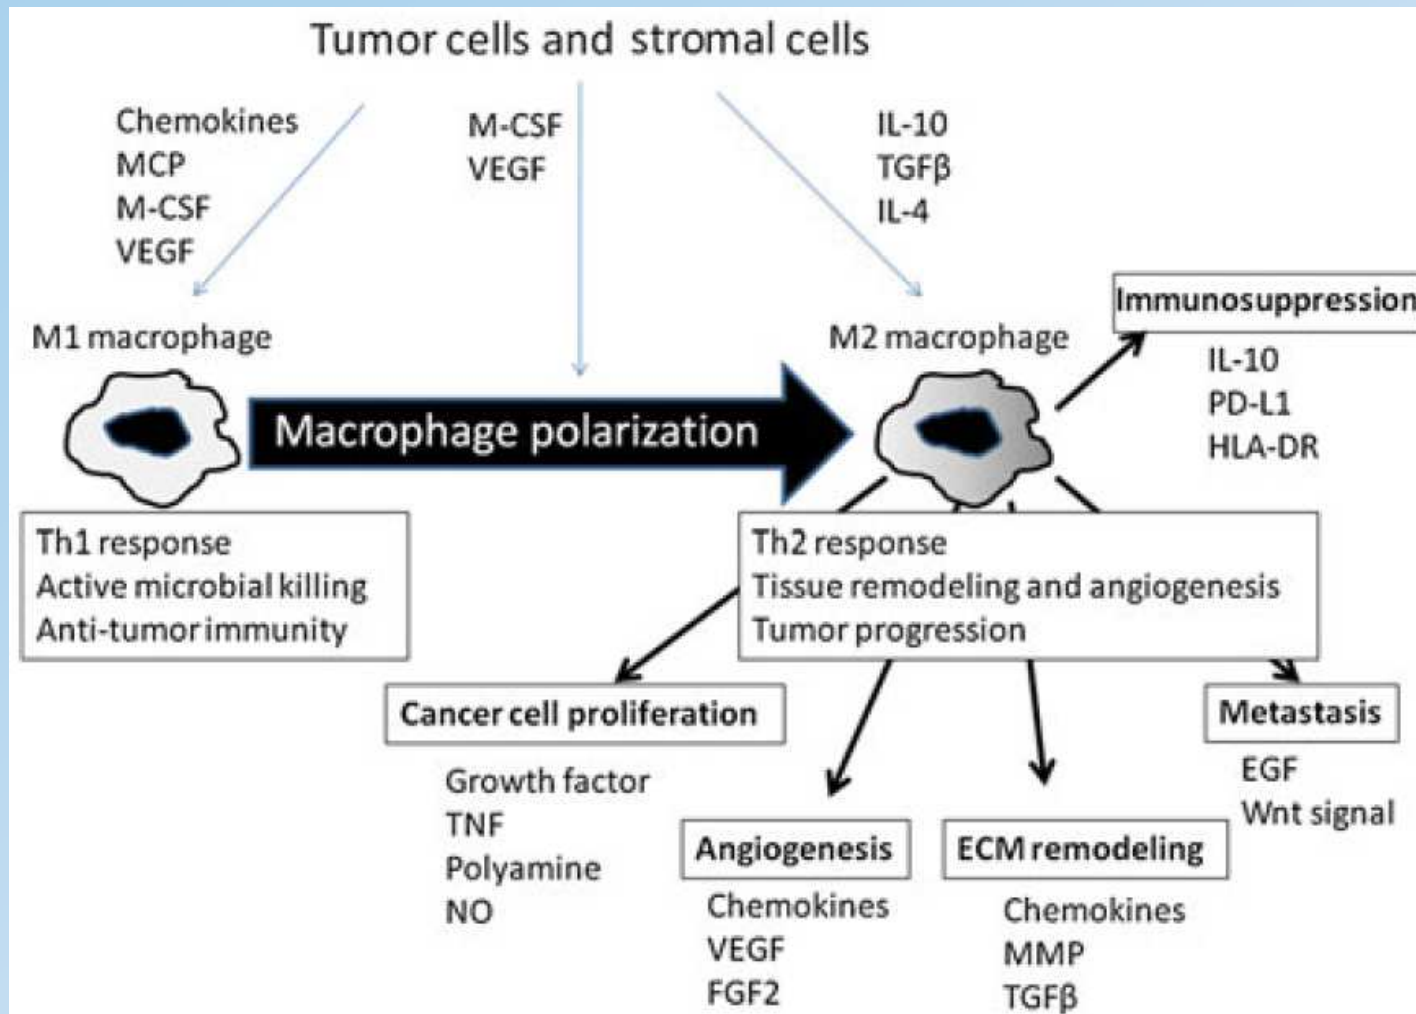 Tumor cells and stromal cells
Chemokines
MCP
M-CSF
VEGF
M-CSF
VEGF
IL-10
TGFβ
IL-4
M1 macrophage
Macrophage polarization
M2 macrophage
Immunosuppression
IL-10
PD-L1
HLA-DR
Th1 response
Active microbial killing
Anti-tumor immunity
Th2 response
Tissue remodeling and angiogenesis
Tumor progression
Cancer cell proliferation
Growth factor
TNF
Polyamine
NO
Angiogenesis
Chemokines
VEGF
FGF2
ECM remodeling
Chemokines
MMP
TGFβ
Metastasis
EGF
Wnt signal